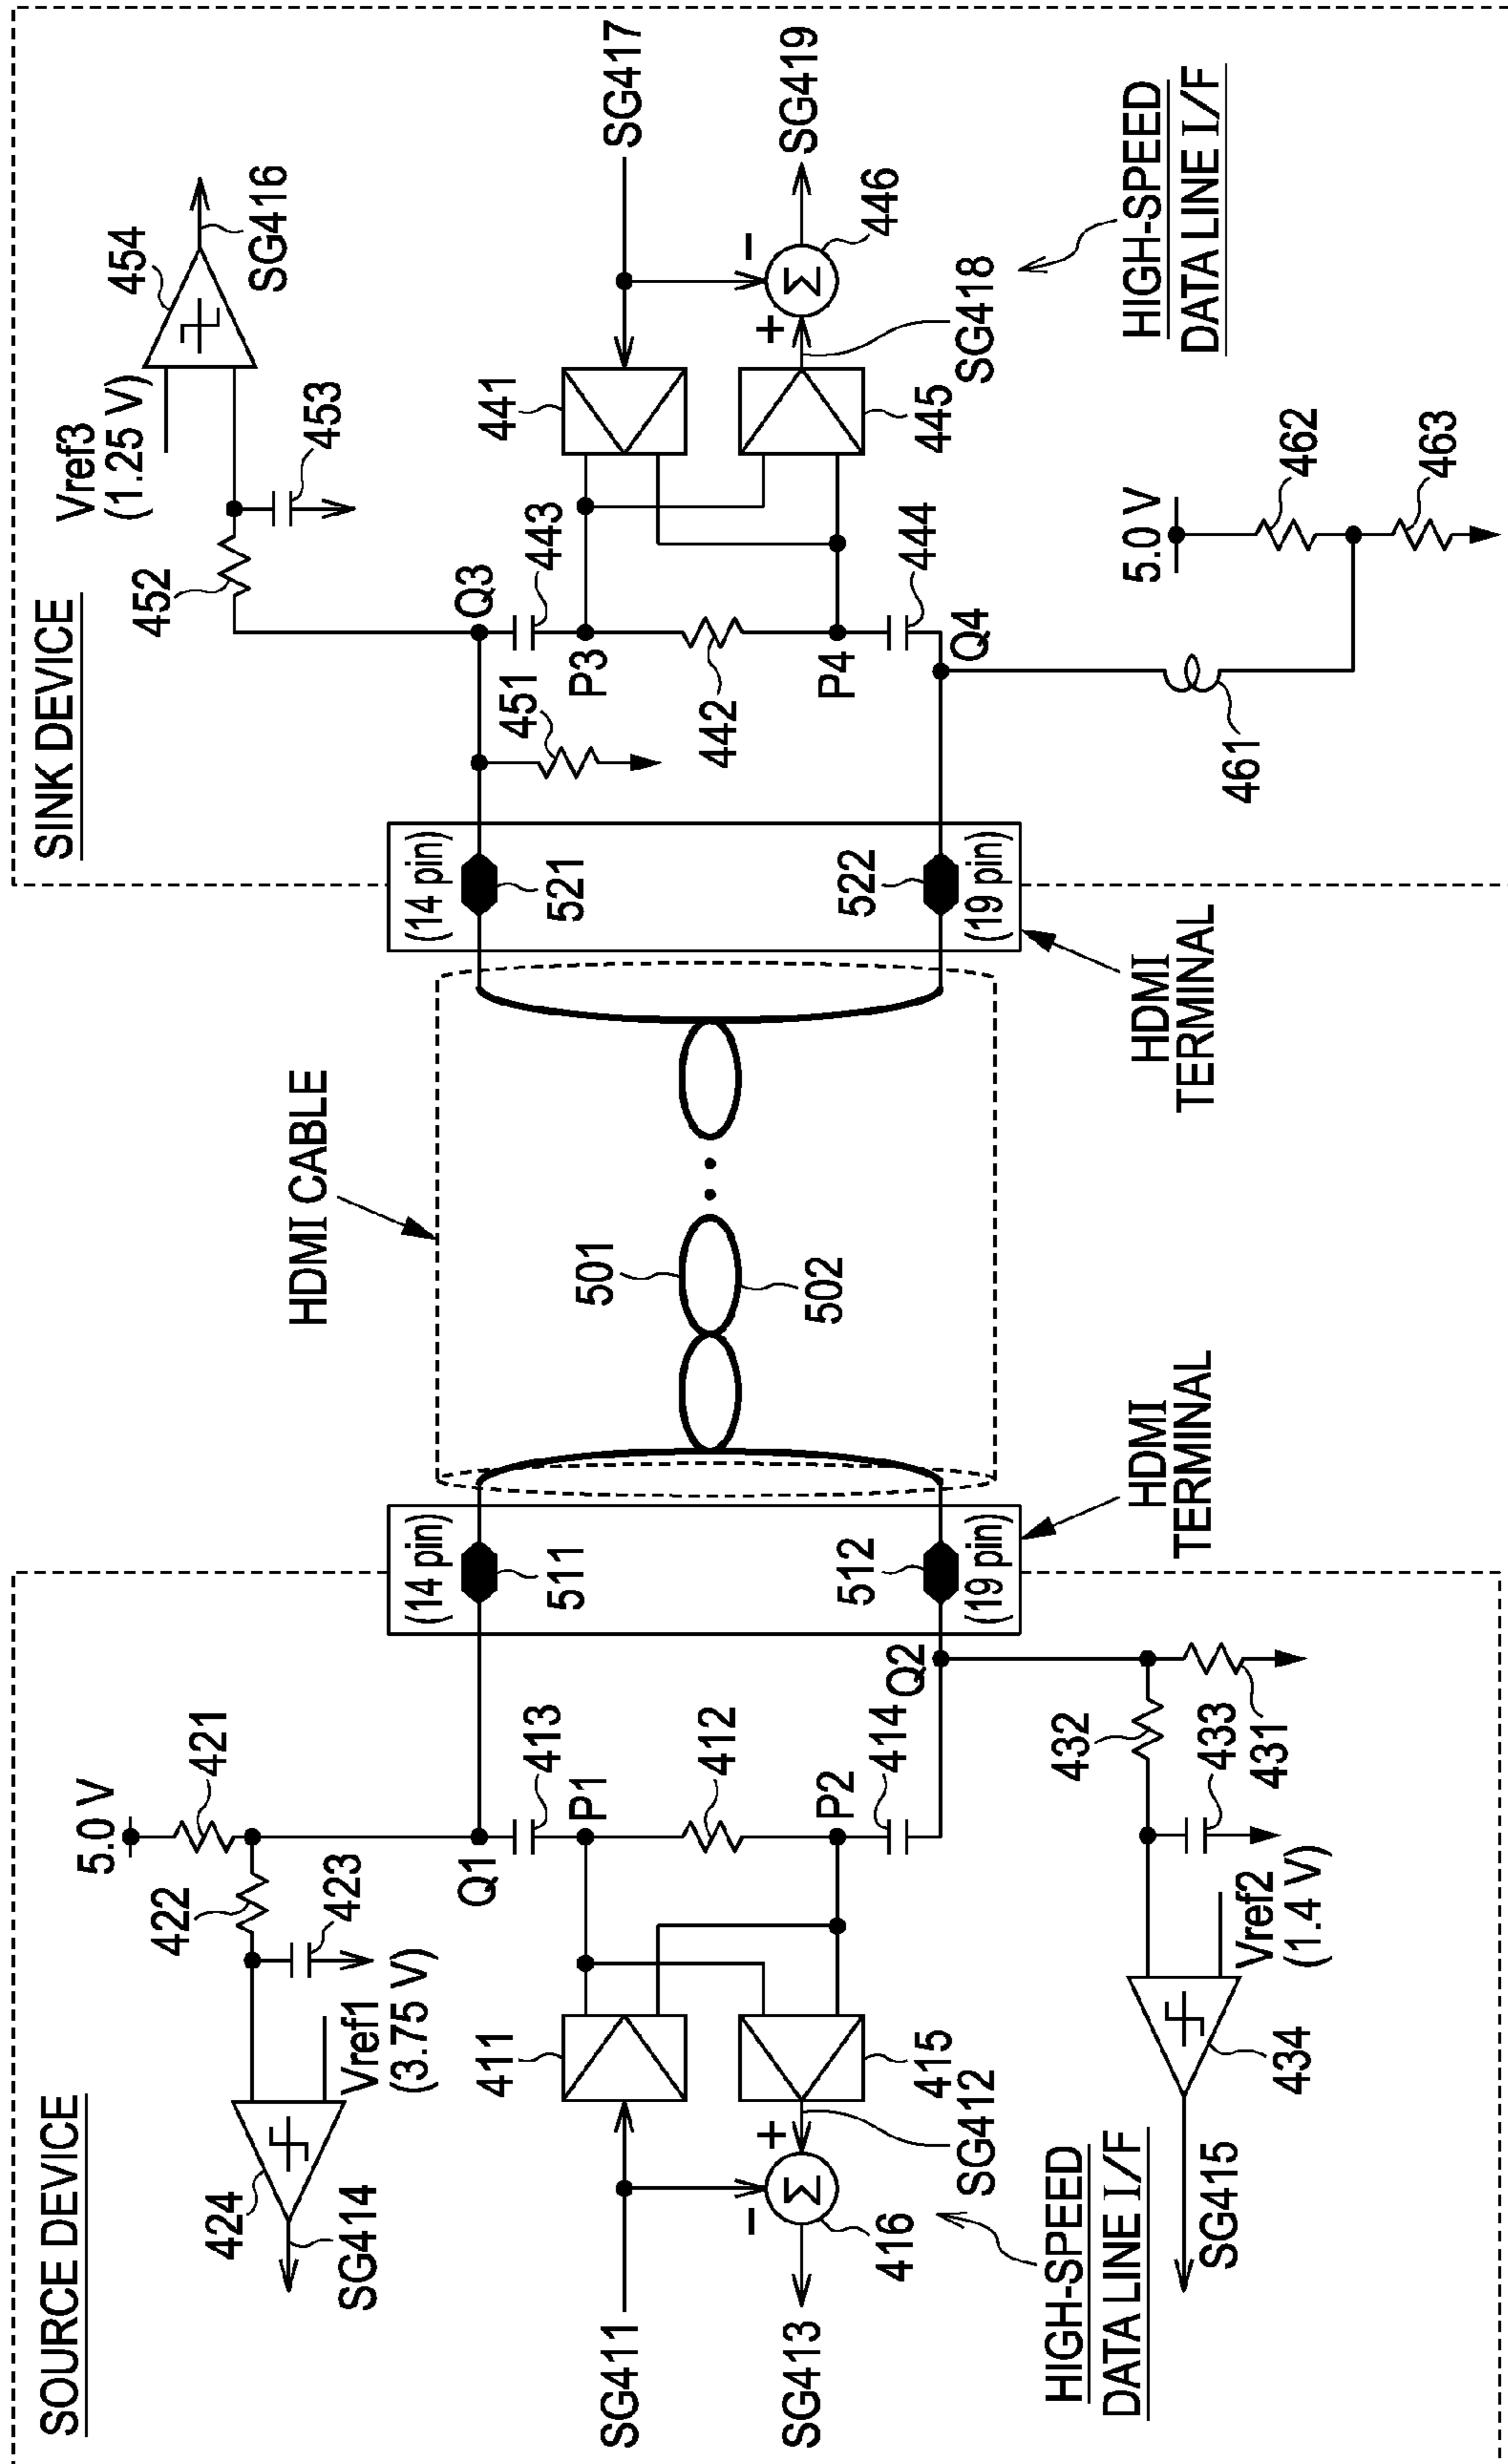 SOURCE DEVICE
5.0 V
421
422
423
424
SG414
Vref1
(3.75 V)
Q1
413
P1
411
SG411
412
P2
415
SG412
+
-
Σ
416
SG413
414
Q2
HIGH-SPEED
DATA LINE I/F
432
433
431
Vref2
(1.4 V)
434
SG415
(14 pin)
511
512
(19 pin)
HDMI
TERMINAL
HDMI CABLE
501
502
SINK DEVICE
(14 pin)
521
522
(19 pin)
HDMI
TERMINAL
Vref3
(1.25 V)
454
SG416
453
452
Q3
451
443
P3
441
SG417
442
P4
445
SG418
+
-
Σ
446
SG419
444
Q4
HIGH-SPEED
DATA LINE I/F
5.0 V
462
463
461